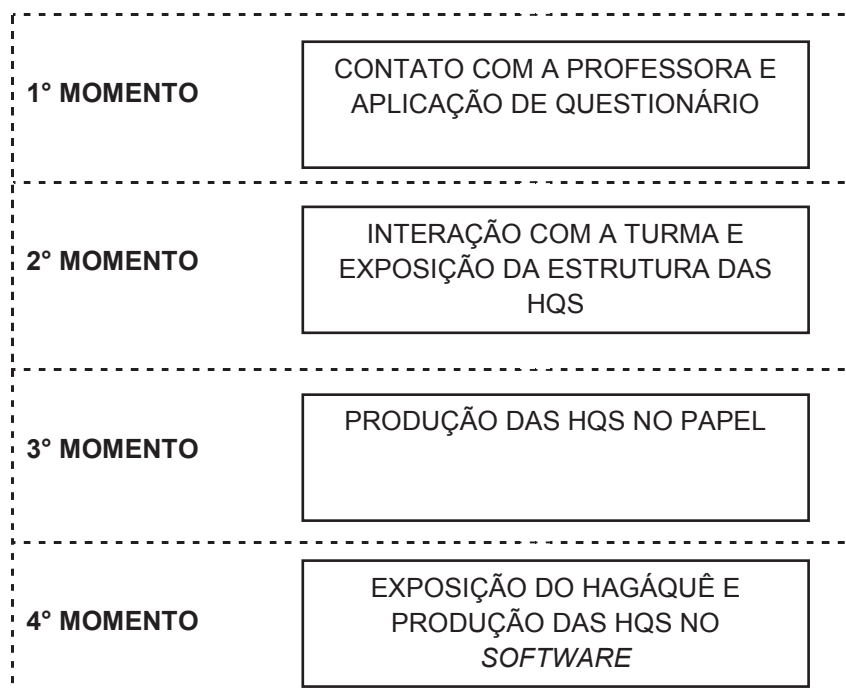 1° MOMENTO
CONTATO COM A PROFESSORA E
APLICAÇÃO DE QUESTIONÁRIO
2° MOMENTO
INTERAÇÃO COM A TURMA E
EXPOSIÇÃO DA ESTRUTURA DAS
HQS
3° MOMENTO
PRODUÇÃO DAS HQS NO PAPEL
4° MOMENTO
EXPOSIÇÃO DO HAGÁQUÊ E
PRODUÇÃO DAS HQS NO
SOFTWARE